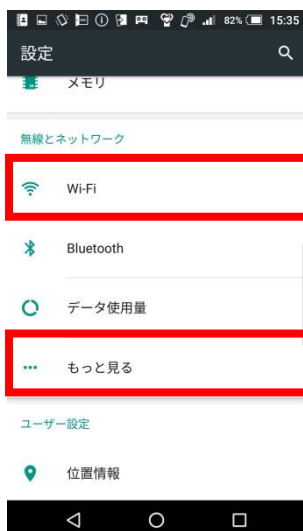 82% 15:35
設定
メモリ
無線とネットワーク
Wi-Fi
Bluetooth
データ使用量
もっと見る
ユーザー設定
位置情報